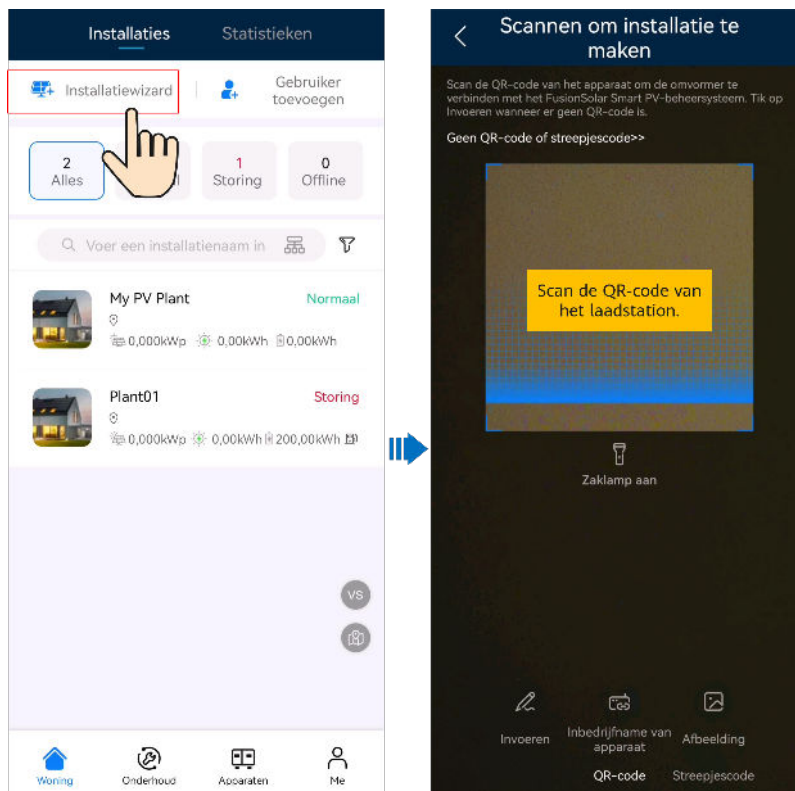 Installaties
Statistieken
Installatiewizard
Gebruiker
toevoegen
2
Alles
1
Storing
0
Offline
Voer een installatienaam in
My PV Plant
Normaal
0,000kWp
0,00kWh
0,00kWh
Plant01
Storing
0,000kWp
0,00kWh
200,00kWh
VS
Woning
Onderhoud
Apparaten
Me
Scannen om installatie te
maken
Scan de QR-code van het apparaat om de omvormer te
verbinden met het FusionSolar Smart PV-beheersysteem. Tik op
Invoeren wanneer er geen QR-code is.
Geen QR-code of streepjescode>>
Scan de QR-code van
het laadstation.
Zaklamp aan
Invoeren
Inbedrijfname van
apparaat
Afbeelding
QR-code
Streepjescode